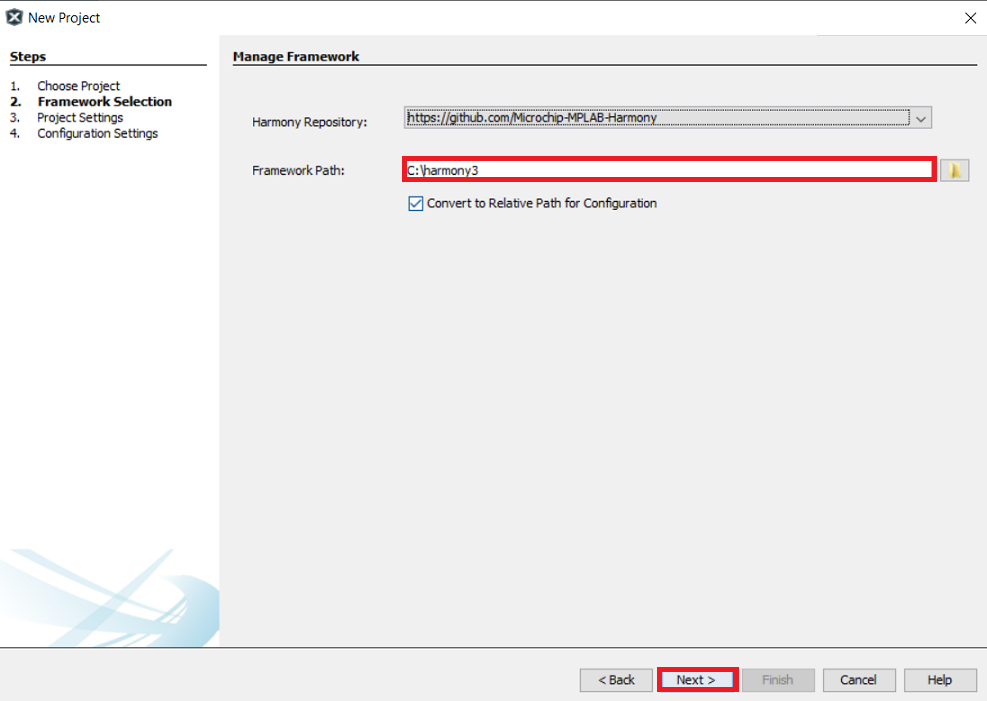 New Project
Steps
1. Choose Project
2. Framework Selection
3. Project Settings
4. Configuration Settings
Manage Framework
Harmony Repository: https://github.com/Microchip-MPLAB-Harmony
Framework Path: C:\harmony3
Convert to Relative Path for Configuration
< Back Next > Finish Cancel Help